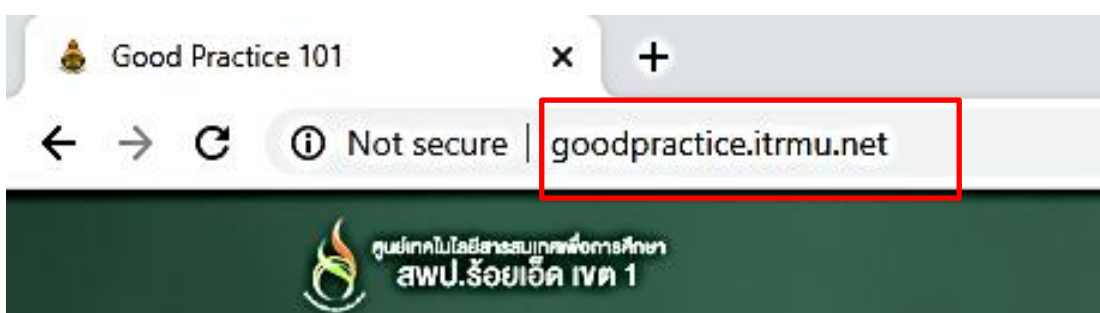 Good Practice 101
Not secure | goodpractice.itrmu.net
ศูนย์เทคโนโลยีสารสนเทศเพื่อการศึกษา
สพป.ร้อยเอ็ด เขต 1